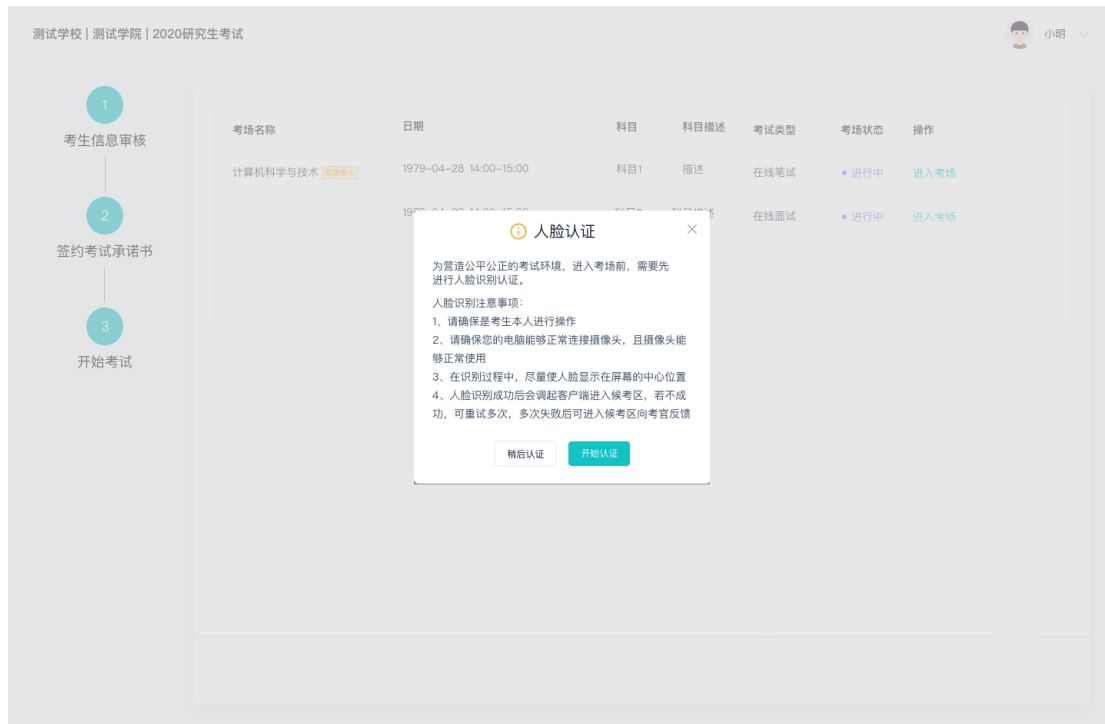 测试学校 | 测试学院 | 2020研究生考试
小明
1
考生信息审核
2
签约考试承诺书
3
开始考试
考场名称 日期 科目 科目描述 考试类型 考场状态 操作
计算机科学与技术 双摄像头 1979-04-28 14:00-15:00 科目1 描述 在线笔试 进行中 进入考场
在线面试 进行中 进入考场
人脸认证
为营造公平公正的考试环境，进入考场前，需要先
进行人脸识别认证。
人脸识别注意事项：
1、请确保是考生本人进行操作
2、请确保您的电脑能够正常连接摄像头，且摄像头能
够正常使用
3、在识别过程中，尽量使人脸显示在屏幕的中心位置
4、人脸识别成功后会调起客户端进入候考区，若不成
功，可重试多次，多次失败后可进入候考区向考官反馈
稍后认证 开始认证